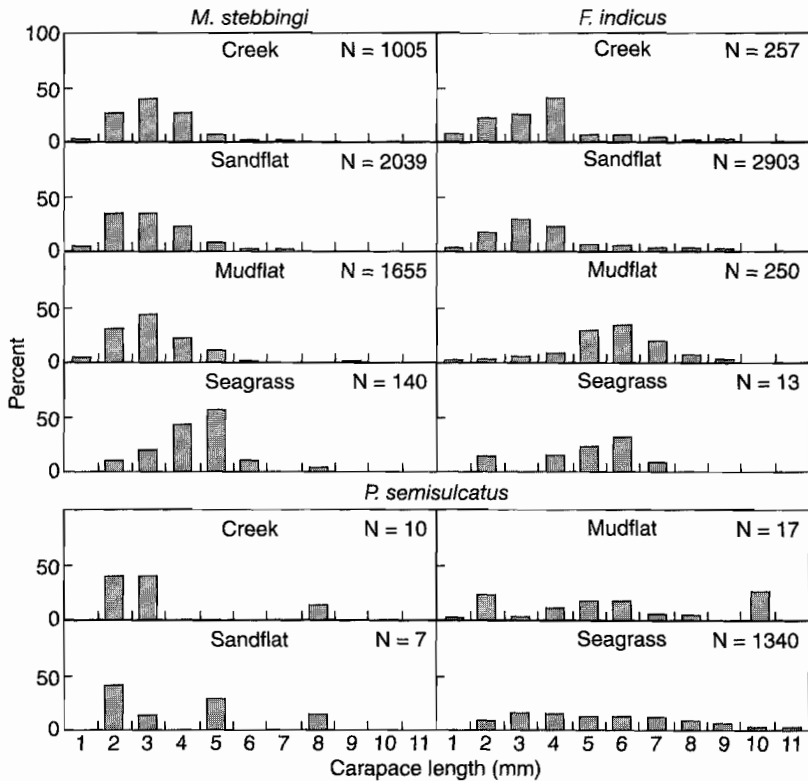 M. stebbingi F. indicus
100
50
0
50
0
50
0
50
0
50
0
50
0
Percent
Creek N = 1005
Creek N = 257
Sandflat N = 2039
Sandflat N = 2903
Mudflat N = 1655
Mudflat N = 250
Seagrass N = 140
Seagrass N = 13
P. semisulcatus
Creek N = 10
Mudflat N = 17
Sandflat N = 7
Seagrass N = 1340
1 2 3 4 5 6 7 8 9 10 11 1 2 3 4 5 6 7 8 9 10 11
Carapace length (mm)